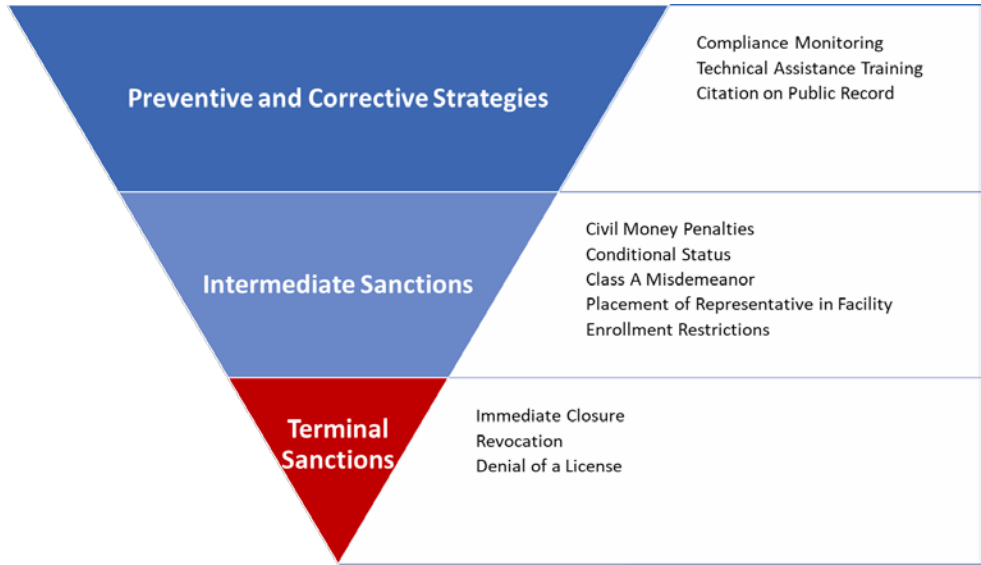 Preventive and Corrective Strategies
Compliance Monitoring
Technical Assistance Training
Citation on Public Record
Intermediate Sanctions
Civil Money Penalties
Conditional Status
Class A Misdemeanor
Placement of Representative in Facility
Enrollment Restrictions
Terminal
Sanctions
Immediate Closure
Revocation
Denial of a License